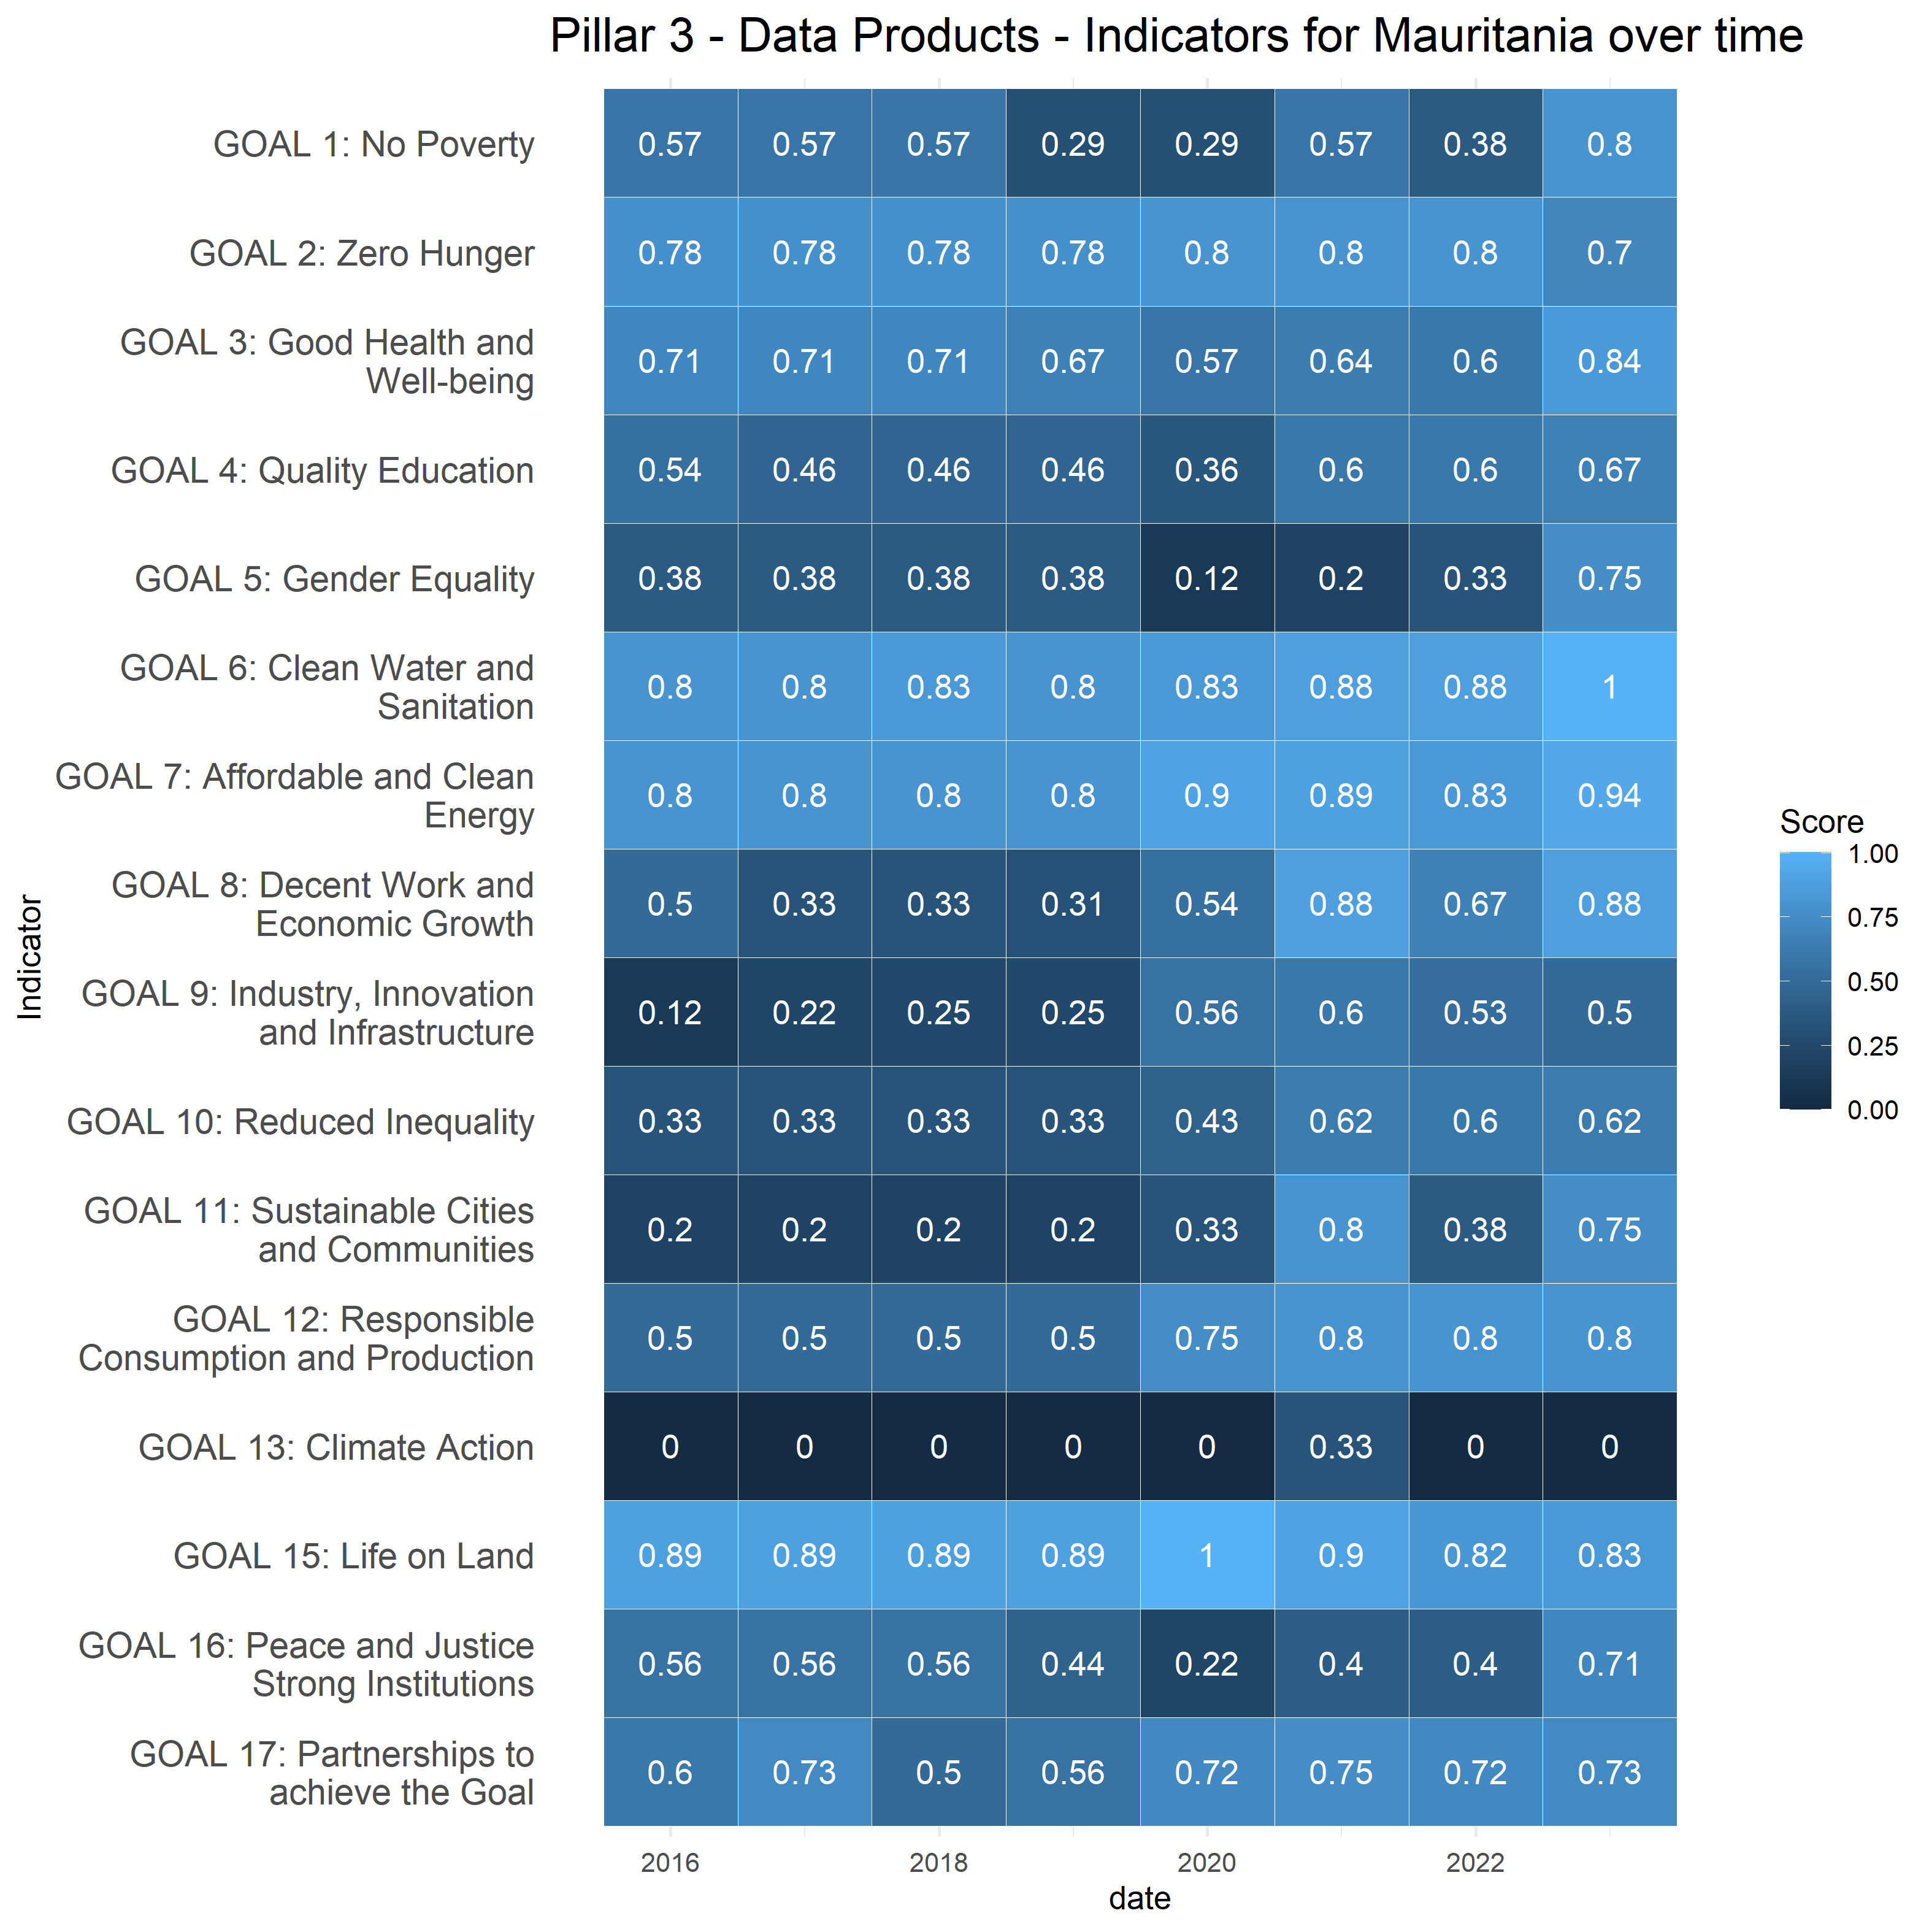 Pillar 3 - Data Products - Indicators for Mauritania over time
Indicator
GOAL 1: No Poverty
0.57 0.57 0.57 0.29 0.29 0.57 0.38 0.8
GOAL 2: Zero Hunger
0.78 0.78 0.78 0.78 0.8 0.8 0.8 0.7
GOAL 3: Good Health and
Well-being
0.71 0.71 0.71 0.67 0.57 0.64 0.6 0.84
GOAL 4: Quality Education
0.54 0.46 0.46 0.46 0.36 0.6 0.6 0.67
GOAL 5: Gender Equality
0.38 0.38 0.38 0.38 0.12 0.2 0.33 0.75
GOAL 6: Clean Water and
Sanitation
0.8 0.8 0.83 0.8 0.83 0.88 0.88 1
GOAL 7: Affordable and Clean
Energy
0.8 0.8 0.8 0.8 0.9 0.89 0.83 0.94
GOAL 8: Decent Work and
Economic Growth
0.5 0.33 0.33 0.31 0.54 0.88 0.67 0.88
GOAL 9: Industry, Innovation
and Infrastructure
0.12 0.22 0.25 0.25 0.56 0.6 0.53 0.5
GOAL 10: Reduced Inequality
0.33 0.33 0.33 0.33 0.43 0.62 0.6 0.62
GOAL 11: Sustainable Cities
and Communities
0.2 0.2 0.2 0.2 0.33 0.8 0.38 0.75
GOAL 12: Responsible
Consumption and Production
0.5 0.5 0.5 0.5 0.75 0.8 0.8 0.8
GOAL 13: Climate Action
0 0 0 0 0 0.33 0 0
GOAL 15: Life on Land
0.89 0.89 0.89 0.89 1 0.9 0.82 0.83
GOAL 16: Peace and Justice
Strong Institutions
0.56 0.56 0.56 0.44 0.22 0.4 0.4 0.71
GOAL 17: Partnerships to
achieve the Goal
0.6 0.73 0.5 0.56 0.72 0.75 0.72 0.73
2016 2018 2020 2022
date
Score
1.00
0.75
0.50
0.25
0.00